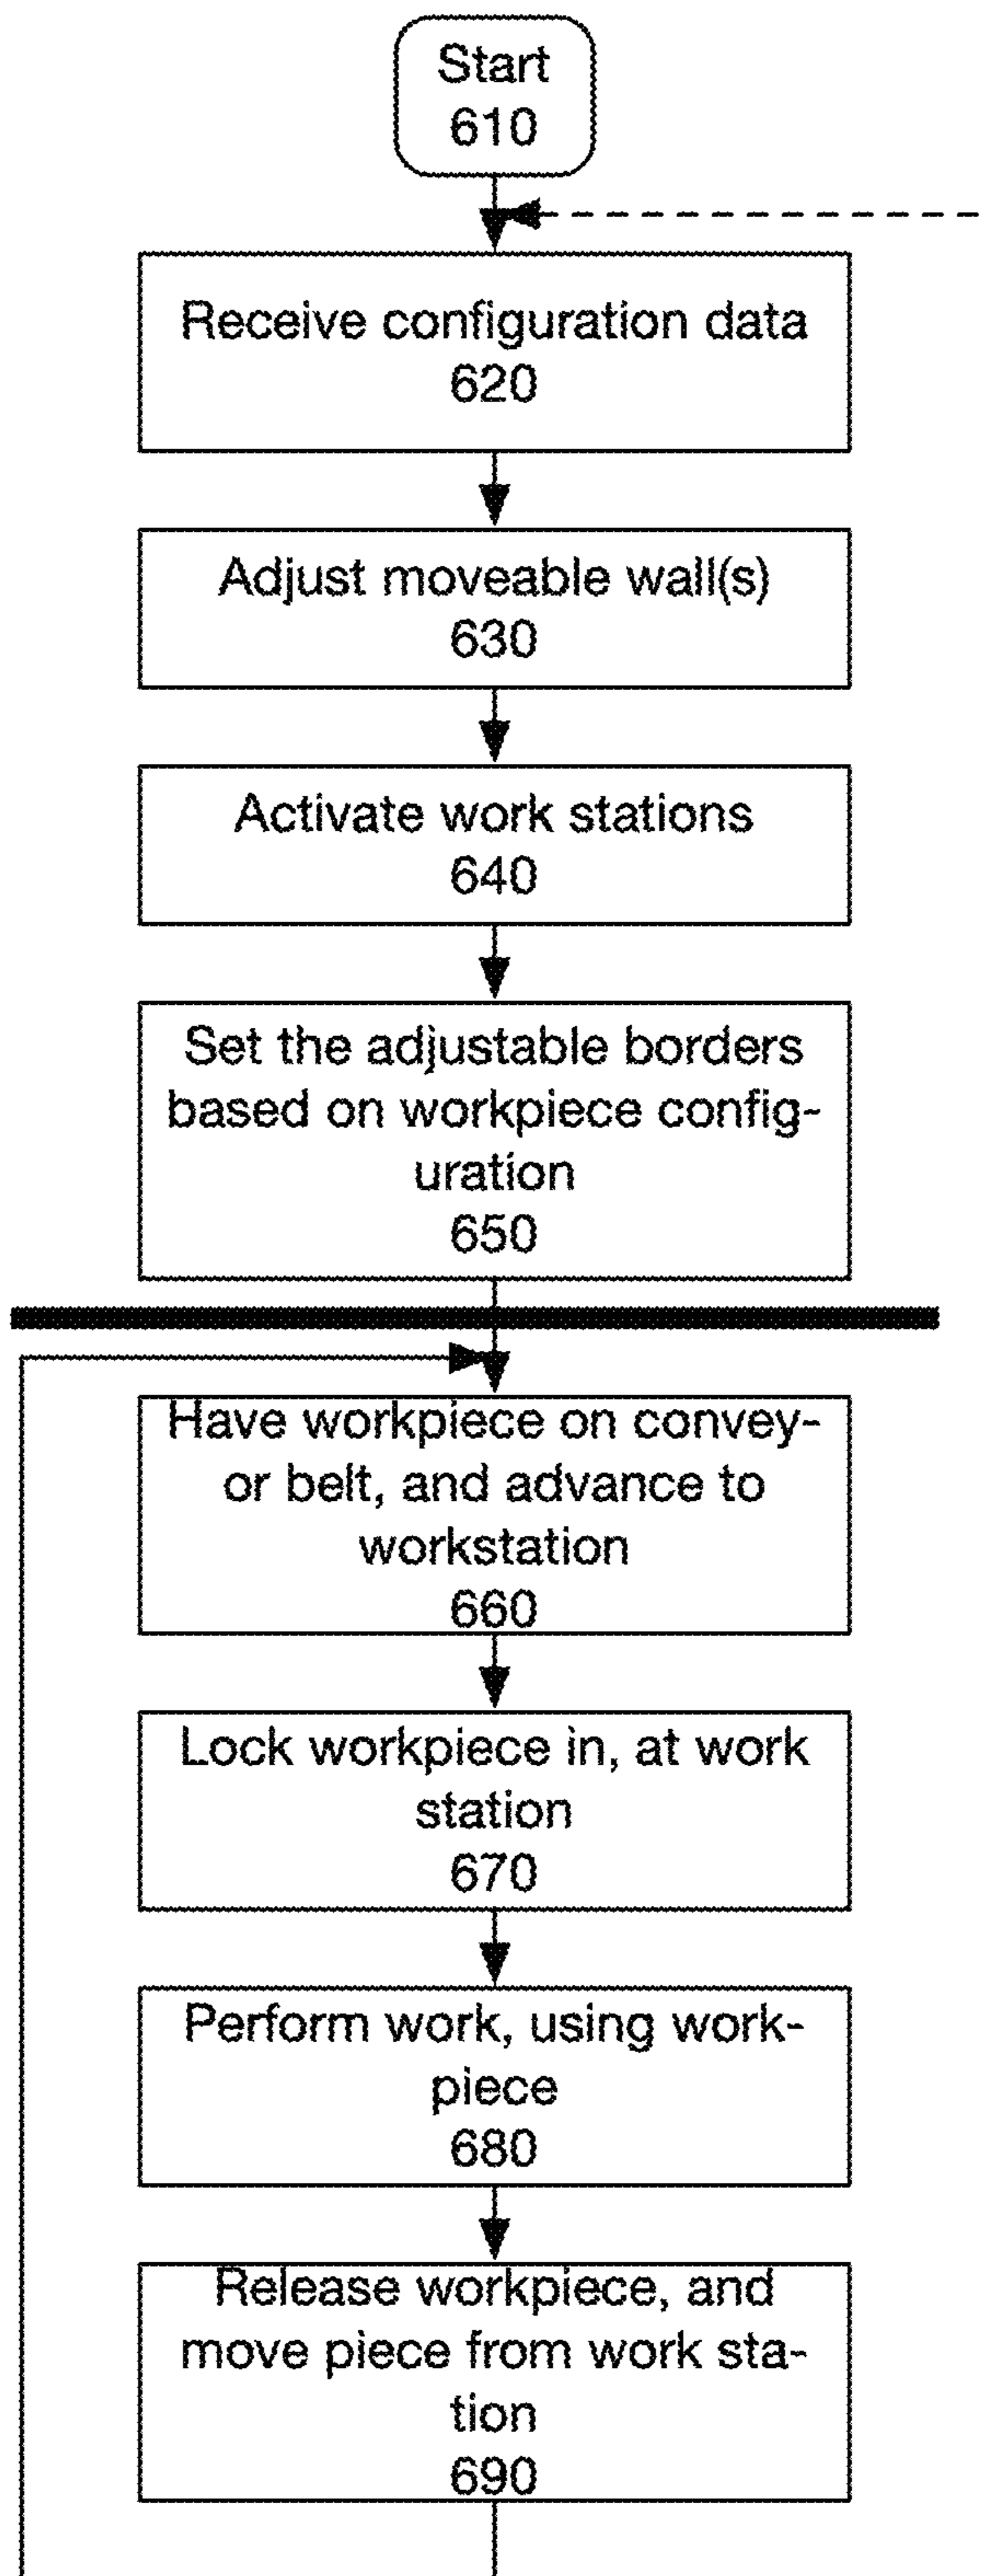 Start
610
Receive configuration data
620
Adjust moveable wall(s)
630
Activate work stations
640
Set the adjustable borders
based on workpiece config-
uration
650
Have workpiece on convey-
or belt, and advance to
workstation
660
Lock workpiece in, at work
station
670
Perform work, using work-
piece
680
Release workpiece, and
move piece from work sta-
tion
690